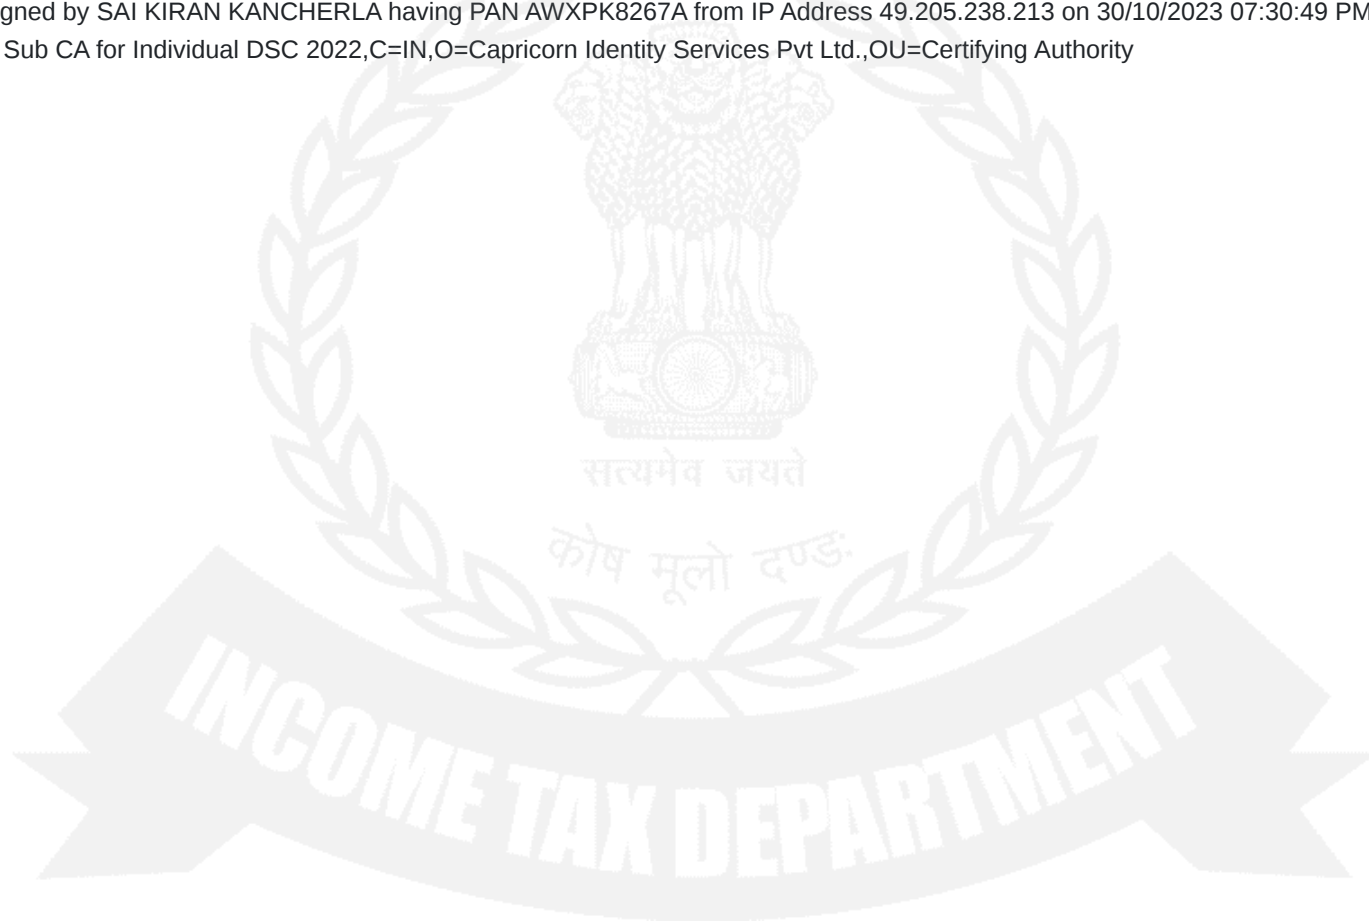 gned by SAI KIRAN KANCHERLA having PAN AWXPK8267A from IP Address 49.205.238.213 on 30/10/2023 07:30:49 PM
Sub CA for Individual DSC 2022,C=IN,O=Capricorn Identity Services Pvt Ltd.,OU=Certifying Authority
सत्यमेव जयते
कोष मूलो दण्डः
INCOME TAX DEPARTMENT